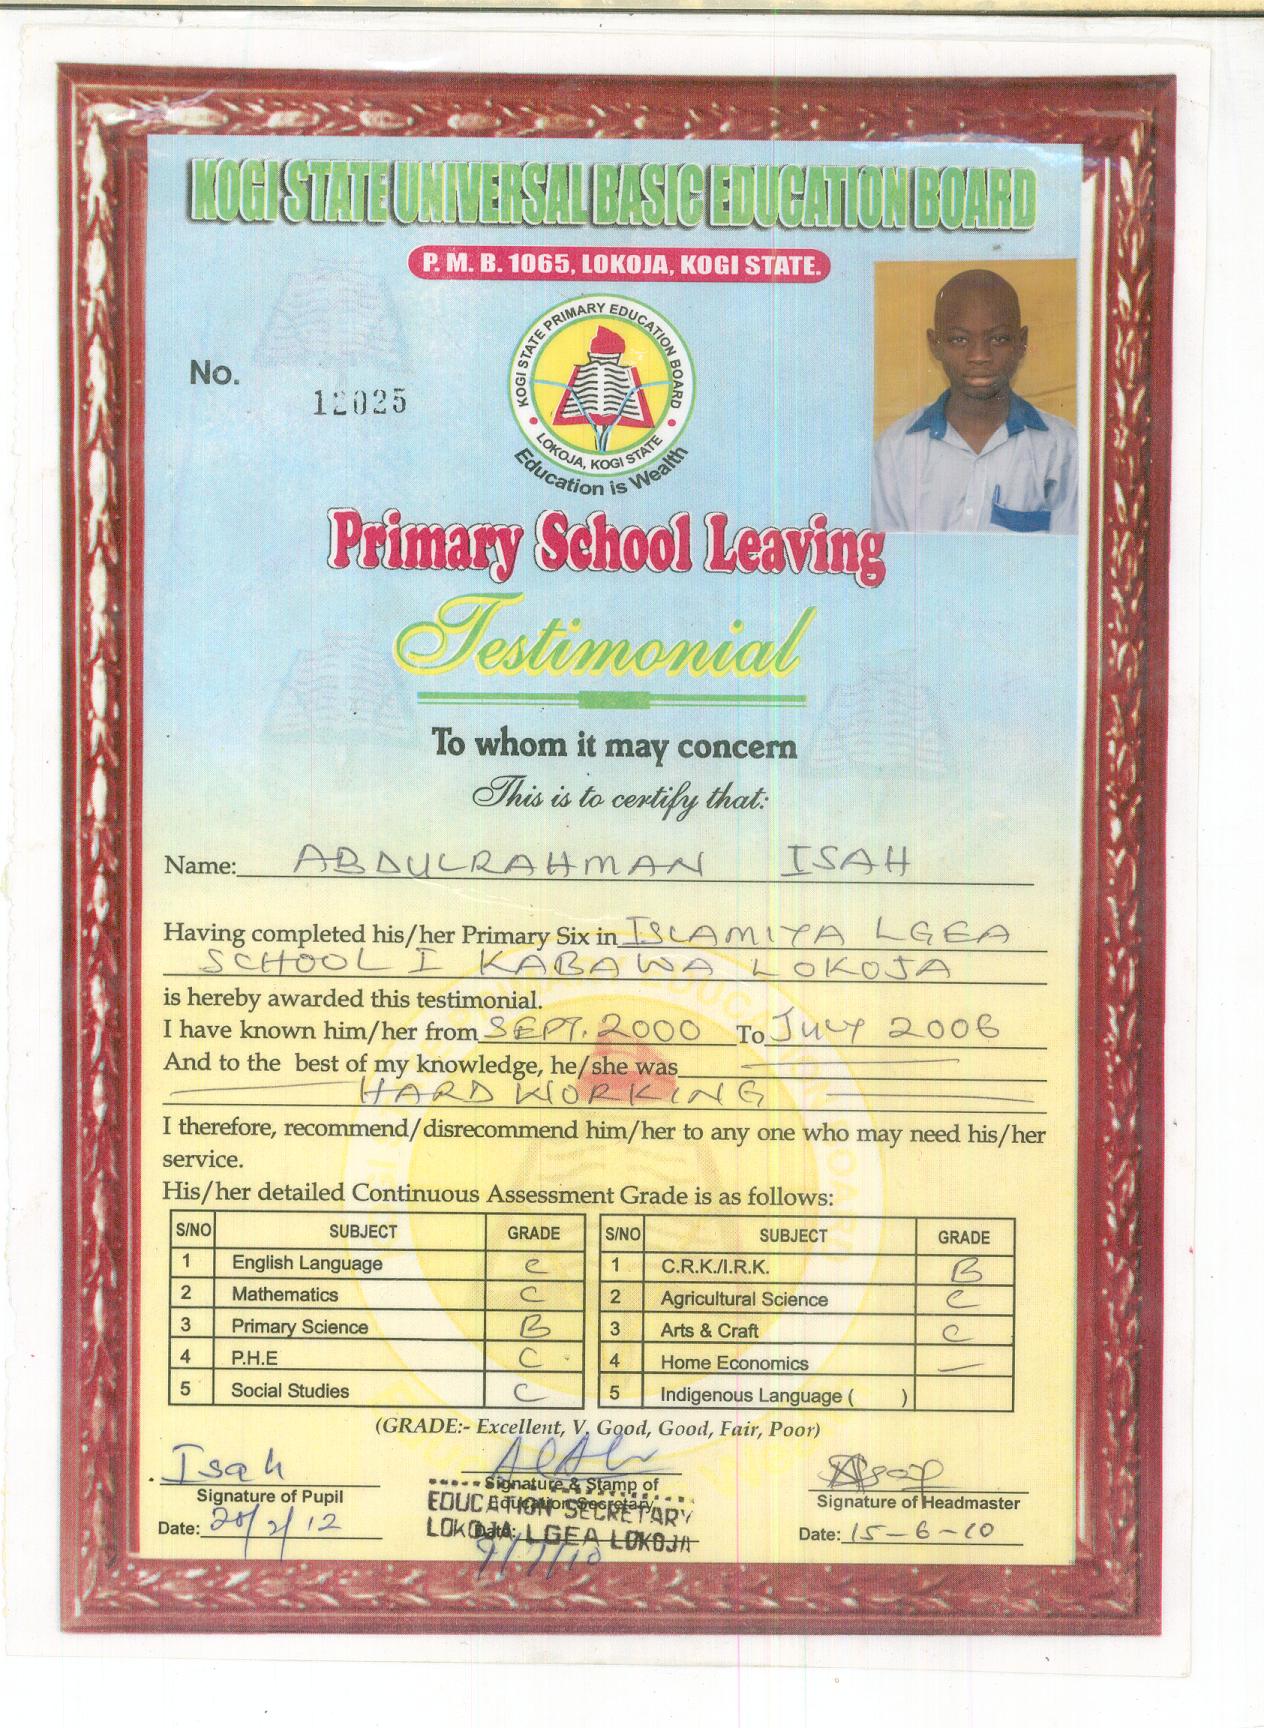 KOGI STATE UNIVERSAL BASIC EDUCATION BOARD
P. M. B. 1065, LOKOJA, KOGI STATE.
No. 12025
KOGI STATE PRIMARY EDUCATION BOARD
LOKOJA, KOGI STATE
Education is Wealth
Primary School Leaving
Testimonial
To whom it may concern
This is to certify that:
Name: ABDULRAHMAN ISAH
Having completed his/her Primary Six in ISLAMIYA LGEA
SCHOOL I KABAWA LOKOJA
is hereby awarded this testimonial.
I have known him/her from SEPT. 2000 To JULY 2006
And to the best of my knowledge, he/she was
HARD WORKING
I therefore, recommend/disrecommend him/her to any one who may need his/her
service.
His/her detailed Continuous Assessment Grade is as follows:
S/NO SUBJECT GRADE S/NO SUBJECT GRADE
1 English Language C 1 C.R.K./I.R.K. B
2 Mathematics C 2 Agricultural Science C
3 Primary Science B 3 Arts & Craft C
4 P.H.E C 4 Home Economics —
5 Social Studies C 5 Indigenous Language ( )
(GRADE:- Excellent, V. Good, Good, Fair, Poor)
Isah
Signature of Pupil Signature & Stamp of Signature of Headmaster
Education Secretary
EDUCATION SECRETARY
Date: 20/2/12 Date: Date: 15-6-10
LOKOJA, LGEA LOKOJA
9/7/10